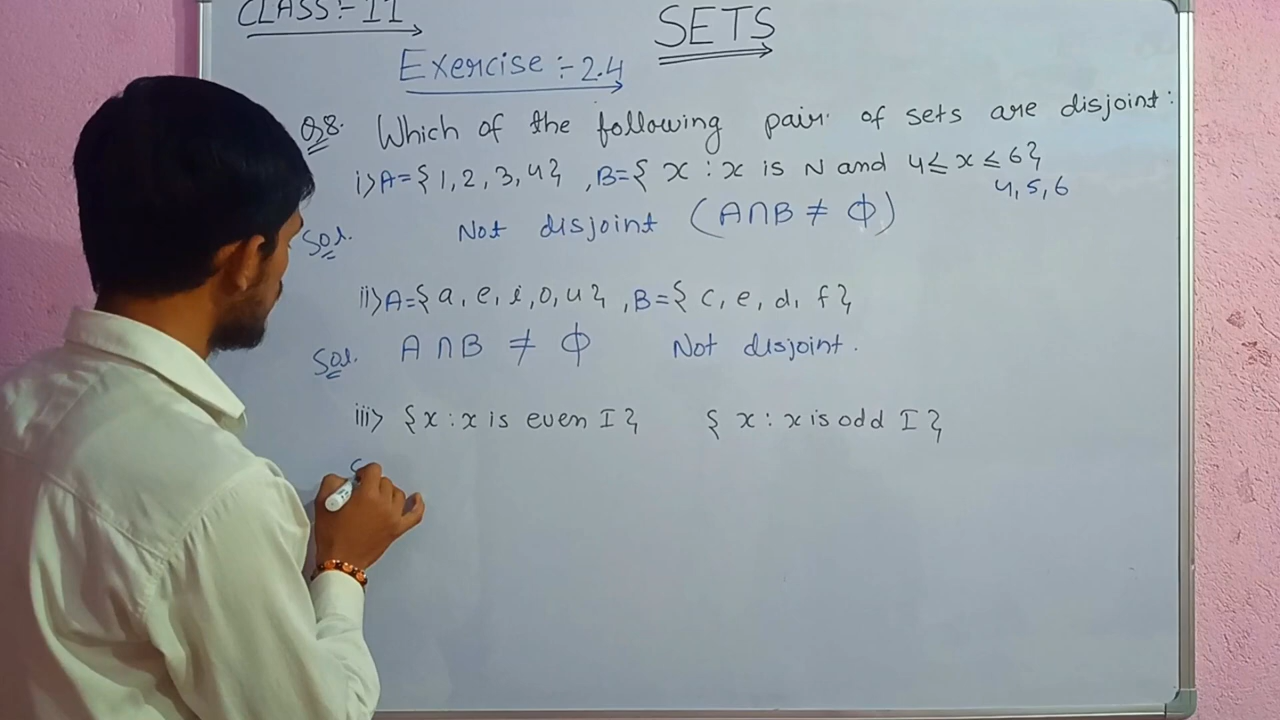 CLASS:- 11
SETS
Exercise :- 2.4
Q8. Which of the following pair of sets are disjoint:
i> A={ 1, 2, 3, 4} , B={ x : x is N and 4 ≤ x ≤ 6}
4, 5, 6
Sol. Not disjoint (A∩B ≠ ϕ)
ii> A={ a, e, i, o, u } , B={ c, e, d, f }
Sol. A ∩ B ≠ ϕ Not disjoint.
iii> {x : x is even I } { x : x is odd I }
S